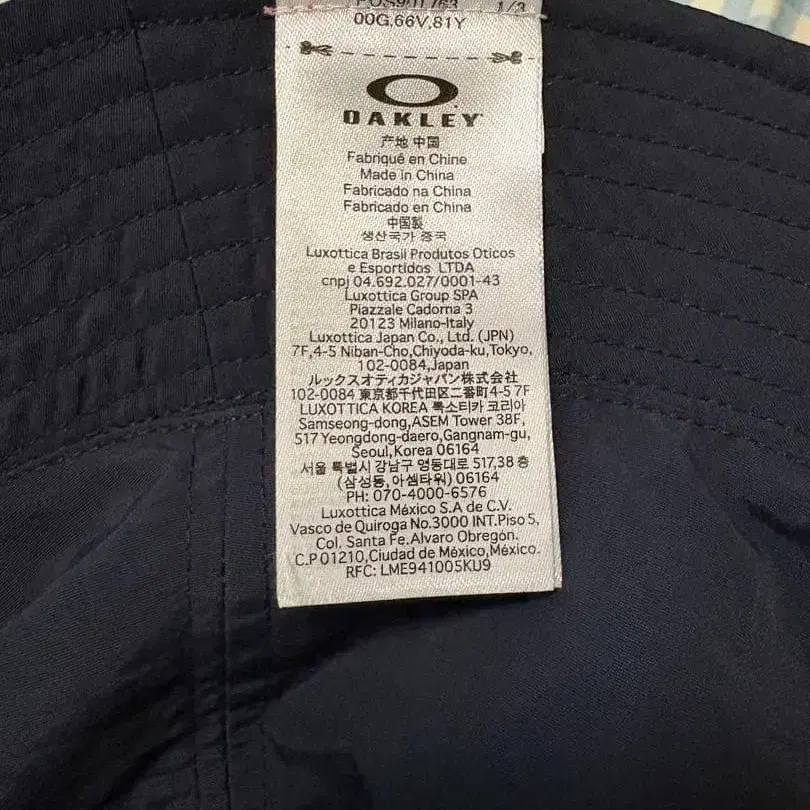 FOS901763 1/3
00G,66V,81Y
OAKLEY
产地 中国
Fabriqué en Chine
Made in China
Fabricado na China
Fabricado en China
中国製
생산국가 중국
Luxottica Brasil Produtos Oticos
e Esportidos LTDA
cnpj 04.692.027/0001-43
Luxottica Group SPA
Piazzale Cadorna 3
20123 Milano-Italy
Luxottica Japan Co., Ltd. (JPN)
7F,4-5 Niban-Cho,Chiyoda-ku,Tokyo,
102-0084,Japan
ルックスオティカジャパン株式会社
102-0084 東京都千代田区二番町4-5 7F
LUXOTTICA KOREA 룩소티카 코리아
Samseong-dong,ASEM Tower 38F,
517 Yeongdong-daero,Gangnam-gu,
Seoul,Korea 06164
서울 특별시 강남구 영동대로 517,38 층
(삼성동, 아셈타워) 06164
PH: 070-4000-6576
Luxottica México S.A de C.V.
Vasco de Quiroga No.3000 INT.Piso 5,
Col. Santa Fe.Alvaro Obregón.
C.P 01210,Ciudad de México,México.
RFC: LME941005KU9